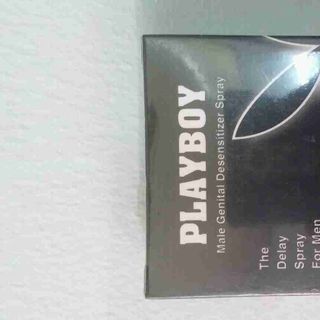 PLAYBOY
Male Genital Desensitizer Spray
The
Delay
Spray
For Men